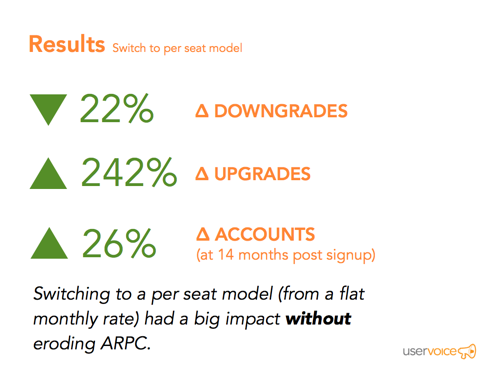 Results Switch to per seat model
▼ 22% Δ DOWNGRADES
▲ 242% Δ UPGRADES
▲ 26% Δ ACCOUNTS
(at 14 months post signup)
Switching to a per seat model (from a flat
monthly rate) had a big impact without
eroding ARPC.
uservoice